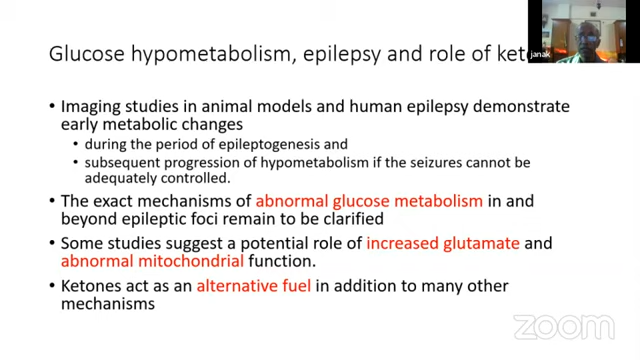 Glucose hypometabolism, epilepsy and role of
janak
• Imaging studies in animal models and human epilepsy demonstrate
early metabolic changes
• during the period of epileptogenesis and
• subsequent progression of hypometabolism if the seizures cannot be
adequately controlled.
• The exact mechanisms of abnormal glucose metabolism in and
beyond epileptic foci remain to be clarified
• Some studies suggest a potential role of increased glutamate and
abnormal mitochondrial function.
• Ketones act as an alternative fuel in addition to many other
mechanisms
zoom